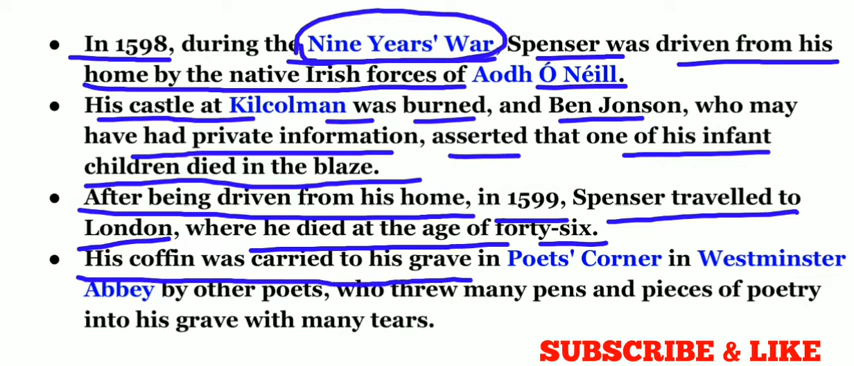 • In 1598, during the Nine Years' War, Spenser was driven from his
home by the native Irish forces of Aodh Ó Néill.
• His castle at Kilcolman was burned, and Ben Jonson, who may
have had private information, asserted that one of his infant
children died in the blaze.
• After being driven from his home, in 1599, Spenser travelled to
London, where he died at the age of forty-six.
• His coffin was carried to his grave in Poets' Corner in Westminster
Abbey by other poets, who threw many pens and pieces of poetry
into his grave with many tears.
SUBSCRIBE & LIKE